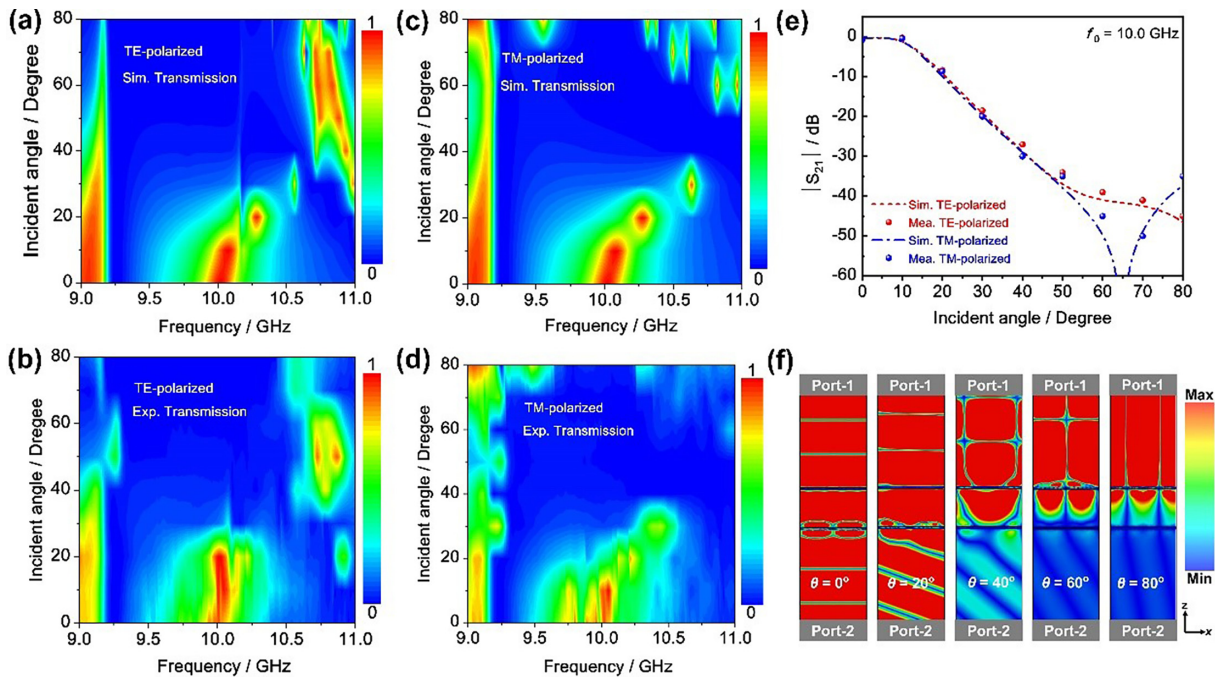 (a)
TE-polarized
Sim. Transmission
Incident angle / Degree
80
60
40
20
0
9.0 9.5 10.0 10.5 11.0
Frequency / GHz
1
0
(c)
TM-polarized
Sim. Transmission
Incident angle / Degree
80
60
40
20
0
9.0 9.5 10.0 10.5 11.0
Frequency / GHz
1
0
(e)
f0 = 10.0 GHz
|S21| / dB
0
-10
-20
-30
-40
-50
-60
Sim. TE-polarized
Mea. TE-polarized
Sim. TM-polarized
Mea. TM-polarized
0 10 20 30 40 50 60 70 80
Incident angle / Degree
(b)
TE-polarized
Exp. Transmission
Incident angle / Dregee
80
60
40
20
0
9.0 9.5 10.0 10.5 11.0
Frequency / GHz
1
0
(d)
TM-polarized
Exp. Transmission
Incident angle / Degree
80
60
40
20
0
9.0 9.5 10.0 10.5 11.0
Frequency / GHz
1
0
(f)
Port-1 Port-1 Port-1 Port-1 Port-1
θ = 0° θ = 20° θ = 40° θ = 60° θ = 80°
Port-2 Port-2 Port-2 Port-2 Port-2
Max
Min
z
x